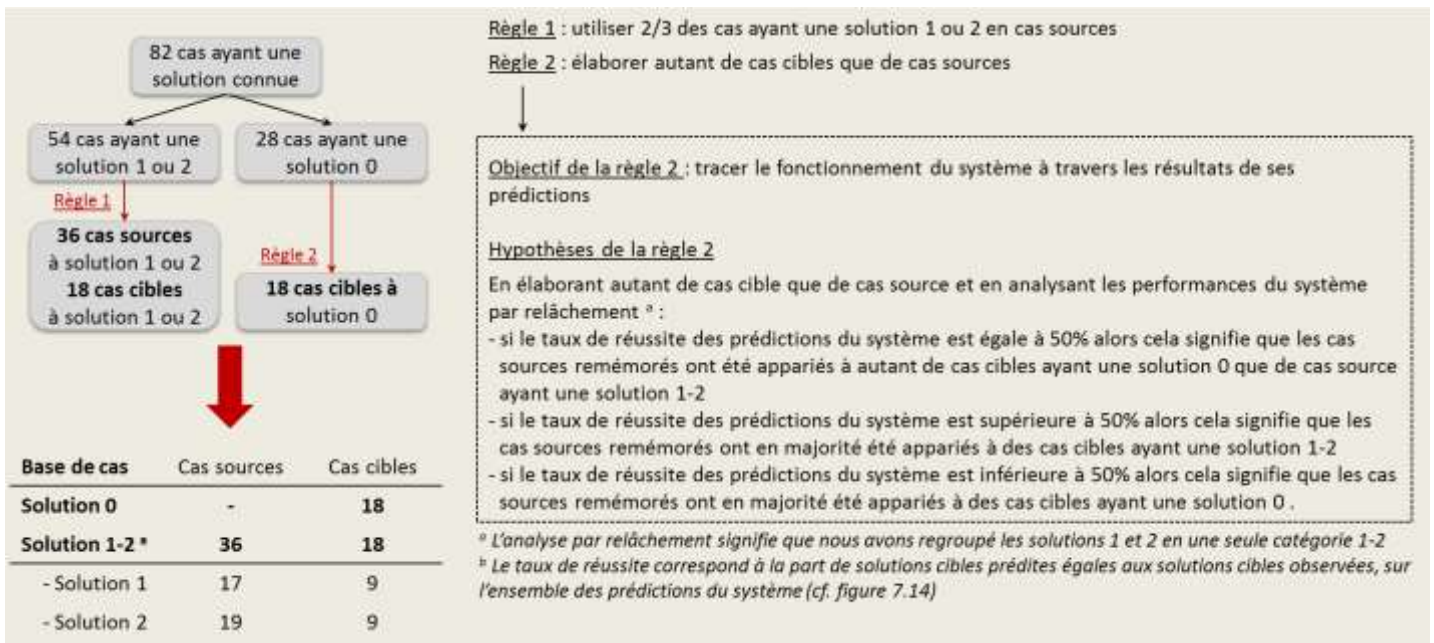 82 cas ayant une
solution connue
54 cas ayant une
solution 1 ou 2
28 cas ayant une
solution 0
Règle 1
36 cas sources
à solution 1 ou 2
18 cas cibles
à solution 1 ou 2
Règle 2
18 cas cibles à
solution 0
Base de cas Cas sources Cas cibles
Solution 0 - 18
Solution 1-2 ᵃ 36 18
- Solution 1 17 9
- Solution 2 19 9
Règle 1 : utiliser 2/3 des cas ayant une solution 1 ou 2 en cas sources
Règle 2 : élaborer autant de cas cibles que de cas sources
Objectif de la règle 2 : tracer le fonctionnement du système à travers les résultats de ses
prédictions
Hypothèses de la règle 2
En élaborant autant de cas cible que de cas source et en analysant les performances du système
par relâchement ᵃ :
- si le taux de réussite des prédictions du système est égale à 50% alors cela signifie que les cas
sources remémorés ont été appariés à autant de cas cibles ayant une solution 0 que de cas source
ayant une solution 1-2
- si le taux de réussite des prédictions du système est supérieure à 50% alors cela signifie que les
cas sources remémorés ont en majorité été appariés à des cas cibles ayant une solution 1-2
- si le taux de réussite des prédictions du système est inférieure à 50% alors cela signifie que les cas
sources remémorés ont en majorité été appariés à des cas cibles ayant une solution 0 .
ᵃ L'analyse par relâchement signifie que nous avons regroupé les solutions 1 et 2 en une seule catégorie 1-2
ᵇ Le taux de réussite correspond à la part de solutions cibles prédites égales aux solutions cibles observées, sur
l'ensemble des prédictions du système (cf. figure 7.14)